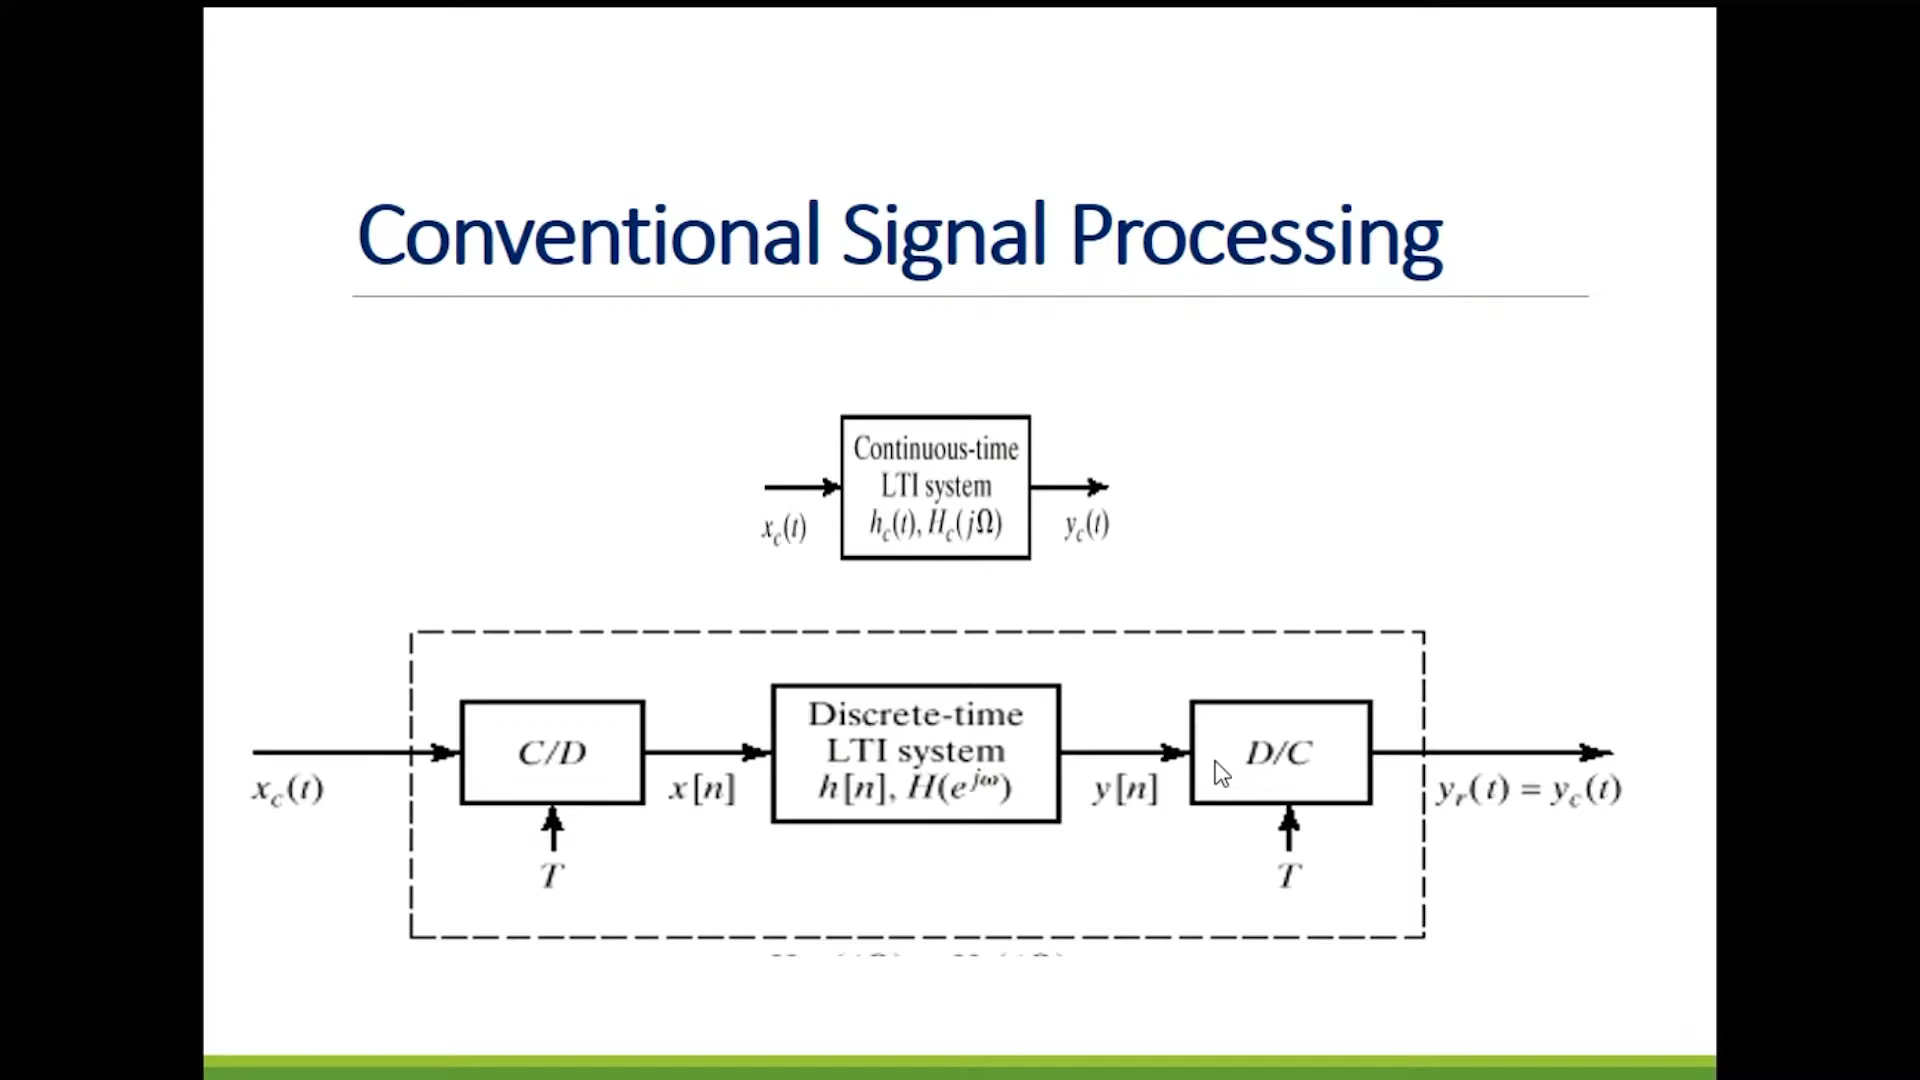 Conventional Signal Processing
Continuous-time
LTI system
h_c(t), H_c(jΩ)
x_c(t)
y_c(t)
C/D
Discrete-time
LTI system
h[n], H(e^{jω})
D/C
x_c(t)
x[n]
y[n]
y_r(t) = y_c(t)
T
T